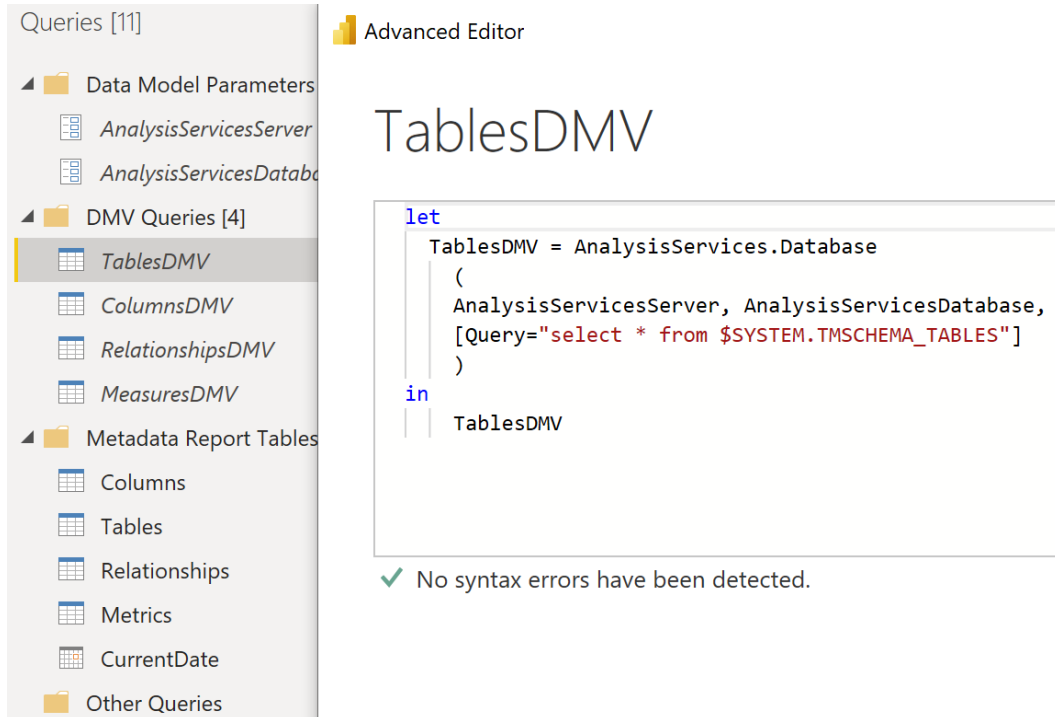 Queries [11]
Data Model Parameters
AnalysisServicesServer
AnalysisServicesDataba
DMV Queries [4]
TablesDMV
ColumnsDMV
RelationshipsDMV
MeasuresDMV
Metadata Report Tables
Columns
Tables
Relationships
Metrics
CurrentDate
Other Queries
Advanced Editor
TablesDMV
let
TablesDMV = AnalysisServices.Database
(
AnalysisServicesServer, AnalysisServicesDatabase,
[Query="select * from $SYSTEM.TMSCHEMA_TABLES"]
)
in
TablesDMV
No syntax errors have been detected.